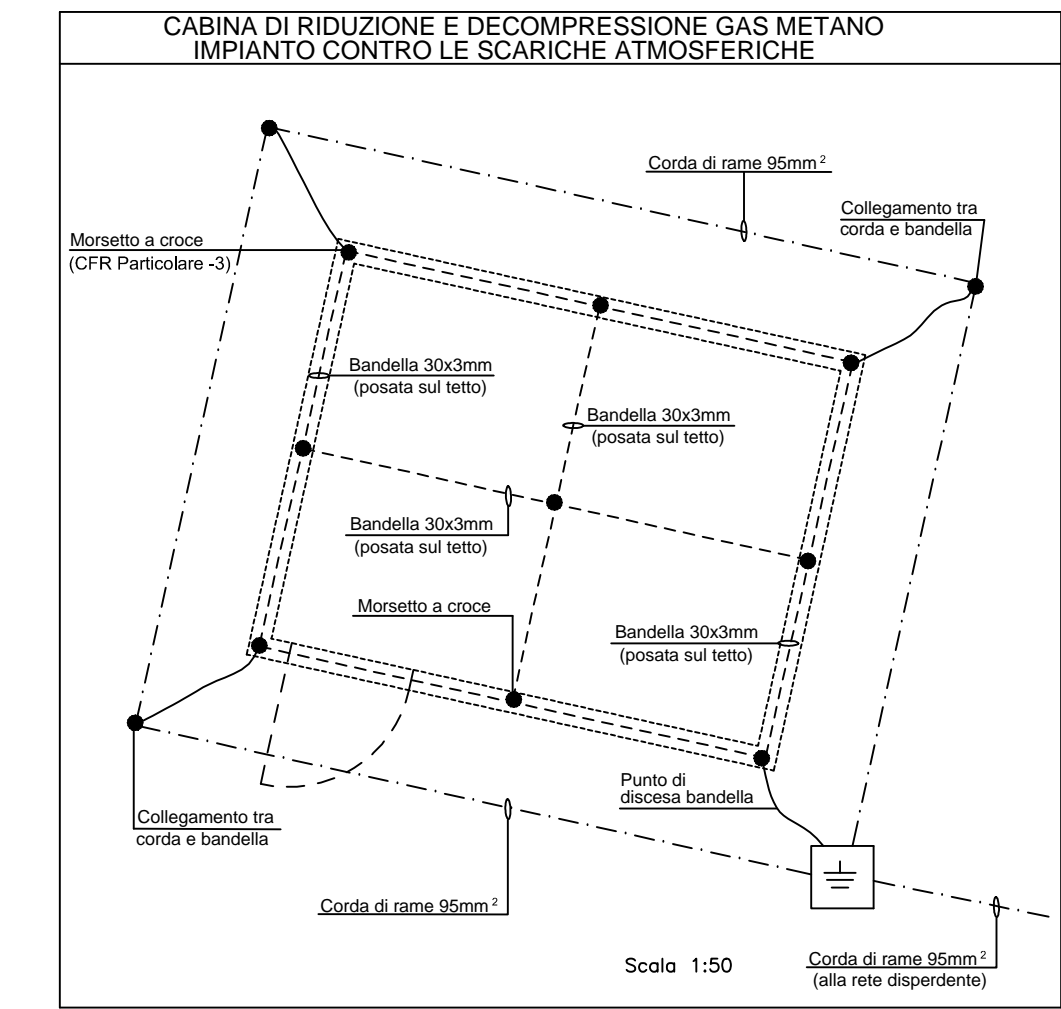 CABINA DI RIDUZIONE E DECOMPRESSIONE GAS METANO
IMPIANTO CONTRO LE SCARICHE ATMOSFERICHE
Corda di rame 95mm²
Collegamento tra
corda e bandella
Morsetto a croce
(CFR Particolare -3)
Bandella 30x3mm
(posata sul tetto)
Bandella 30x3mm
(posata sul tetto)
Bandella 30x3mm
(posata sul tetto)
Morsetto a croce
Bandella 30x3mm
(posata sul tetto)
Punto di
discesa bandella
Collegamento tra
corda e bandella
Corda di rame 95mm²
Scala 1:50
Corda di rame 95mm²
(alla rete disperdente)